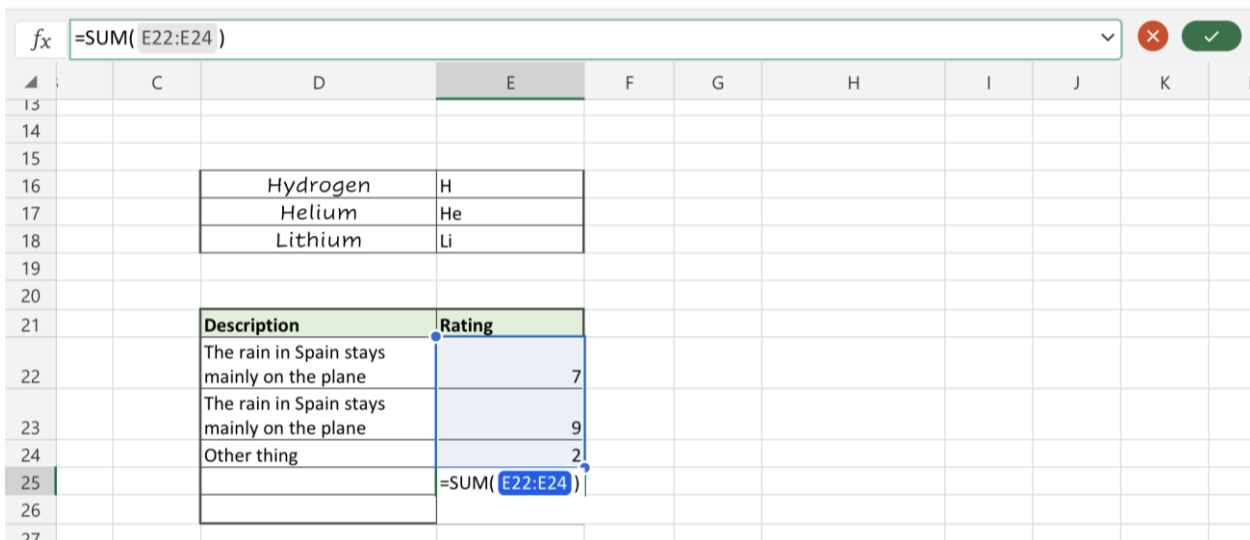 fx =SUM( E22:E24 )
C D E F G H I J K
13
14
15
16 Hydrogen H
17 Helium He
18 Lithium Li
19
20
21 Description Rating
The rain in Spain stays
22 mainly on the plane 7
The rain in Spain stays
23 mainly on the plane 9
24 Other thing 2
25 =SUM( E22:E24 )
26
27